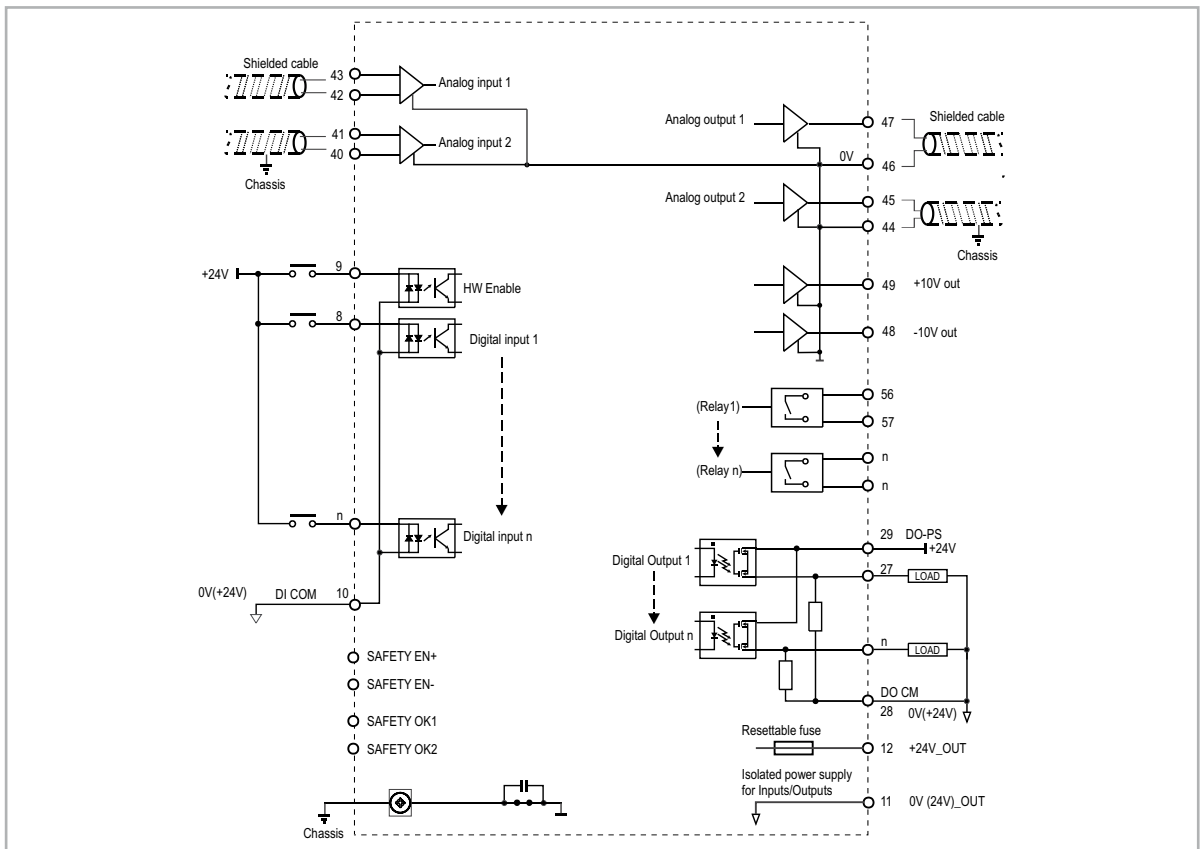 Shielded cable
43
42
Analog input 1
41
40
Analog input 2
Chassis
Analog output 1
47
Shielded cable
0V
46
Analog output 2
45
44
Chassis
+24V
9
HW Enable
8
Digital input 1
49 +10V out
48 -10V out
(Relay1)
56
57
(Relay n)
n
n
n
Digital input n
0V(+24V)
DI COM 10
29 DO-PS
+24V
Digital Output 1
27
LOAD
Digital Output n
n
LOAD
DO CM
28 0V(+24V)
SAFETY EN+
SAFETY EN-
SAFETY OK1
SAFETY OK2
Resettable fuse
12 +24V_OUT
Isolated power supply
for Inputs/Outputs
11 0V (24V)_OUT
Chassis